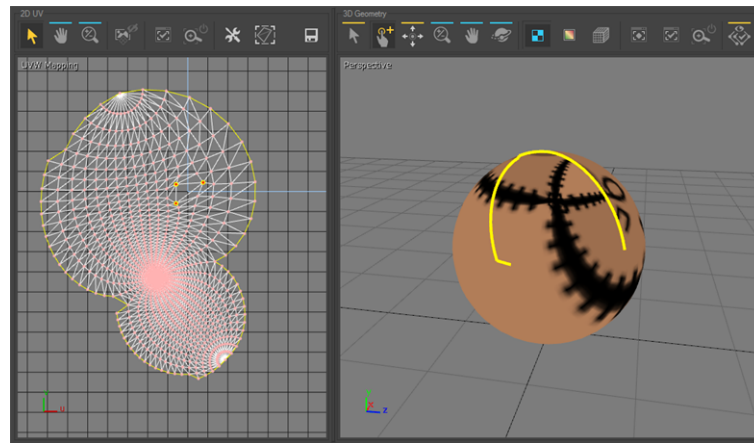 2D UV
3D Geometry
UVW Mapping
Perspective
U
Y
X
Z